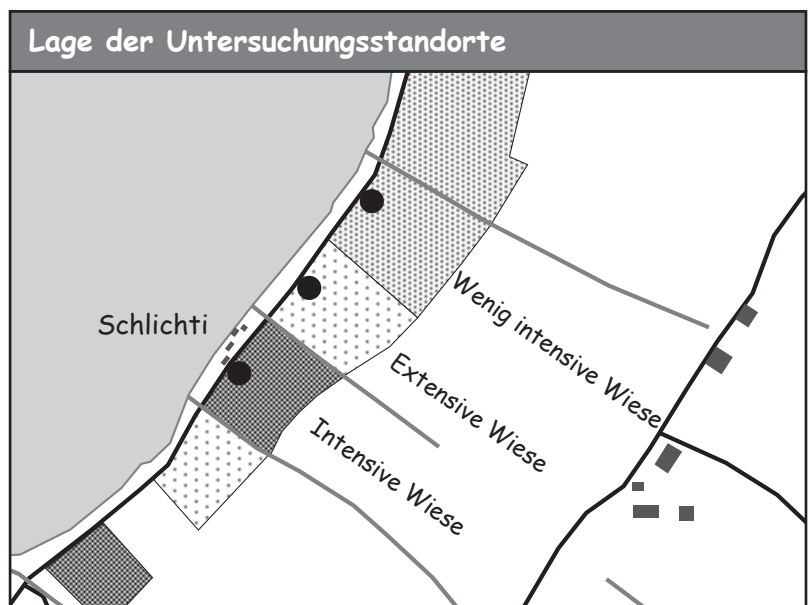 Lage der Untersuchungsstandorte
Schlichti
Wenig intensive Wiese
Extensive Wiese
Intensive Wiese